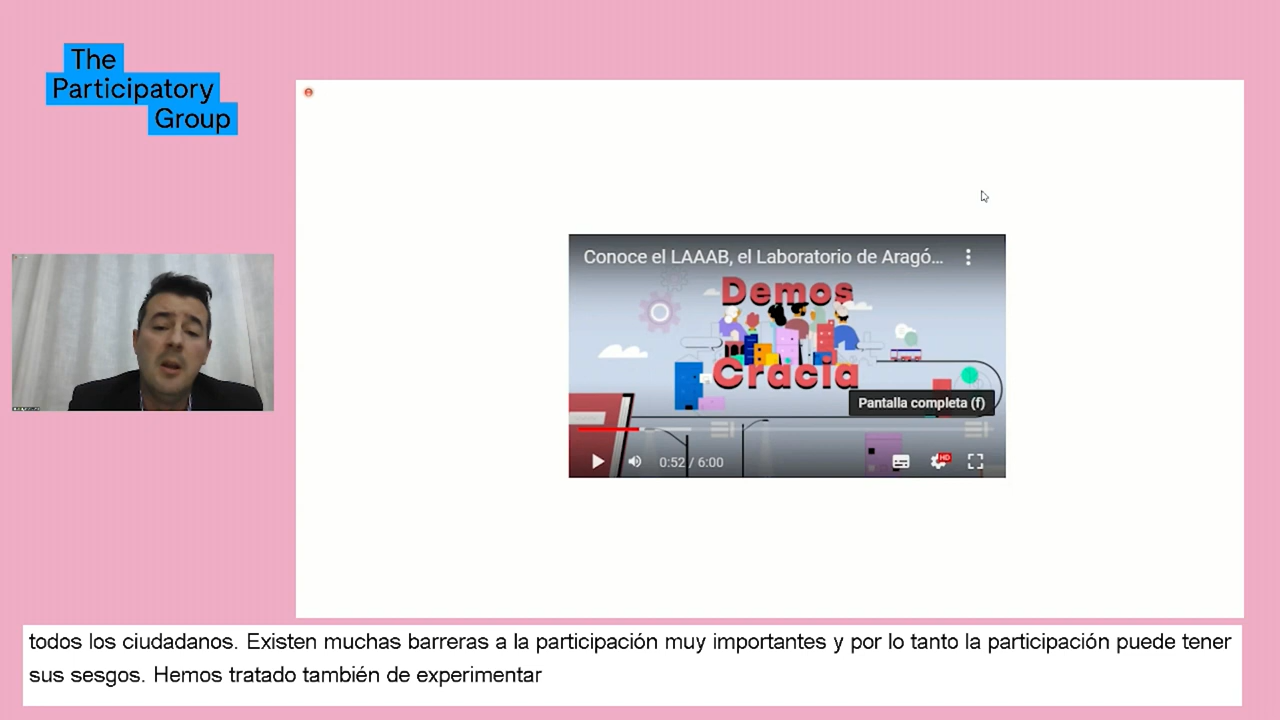 The
Participatory
Group
Conoce el LAAAB, el Laboratorio de Aragó...
Demos
Cracia
Pantalla completa (f)
0:52 / 6:00
HD
todos los ciudadanos. Existen muchas barreras a la participación muy importantes y por lo tanto la participación puede tener
sus sesgos. Hemos tratado también de experimentar